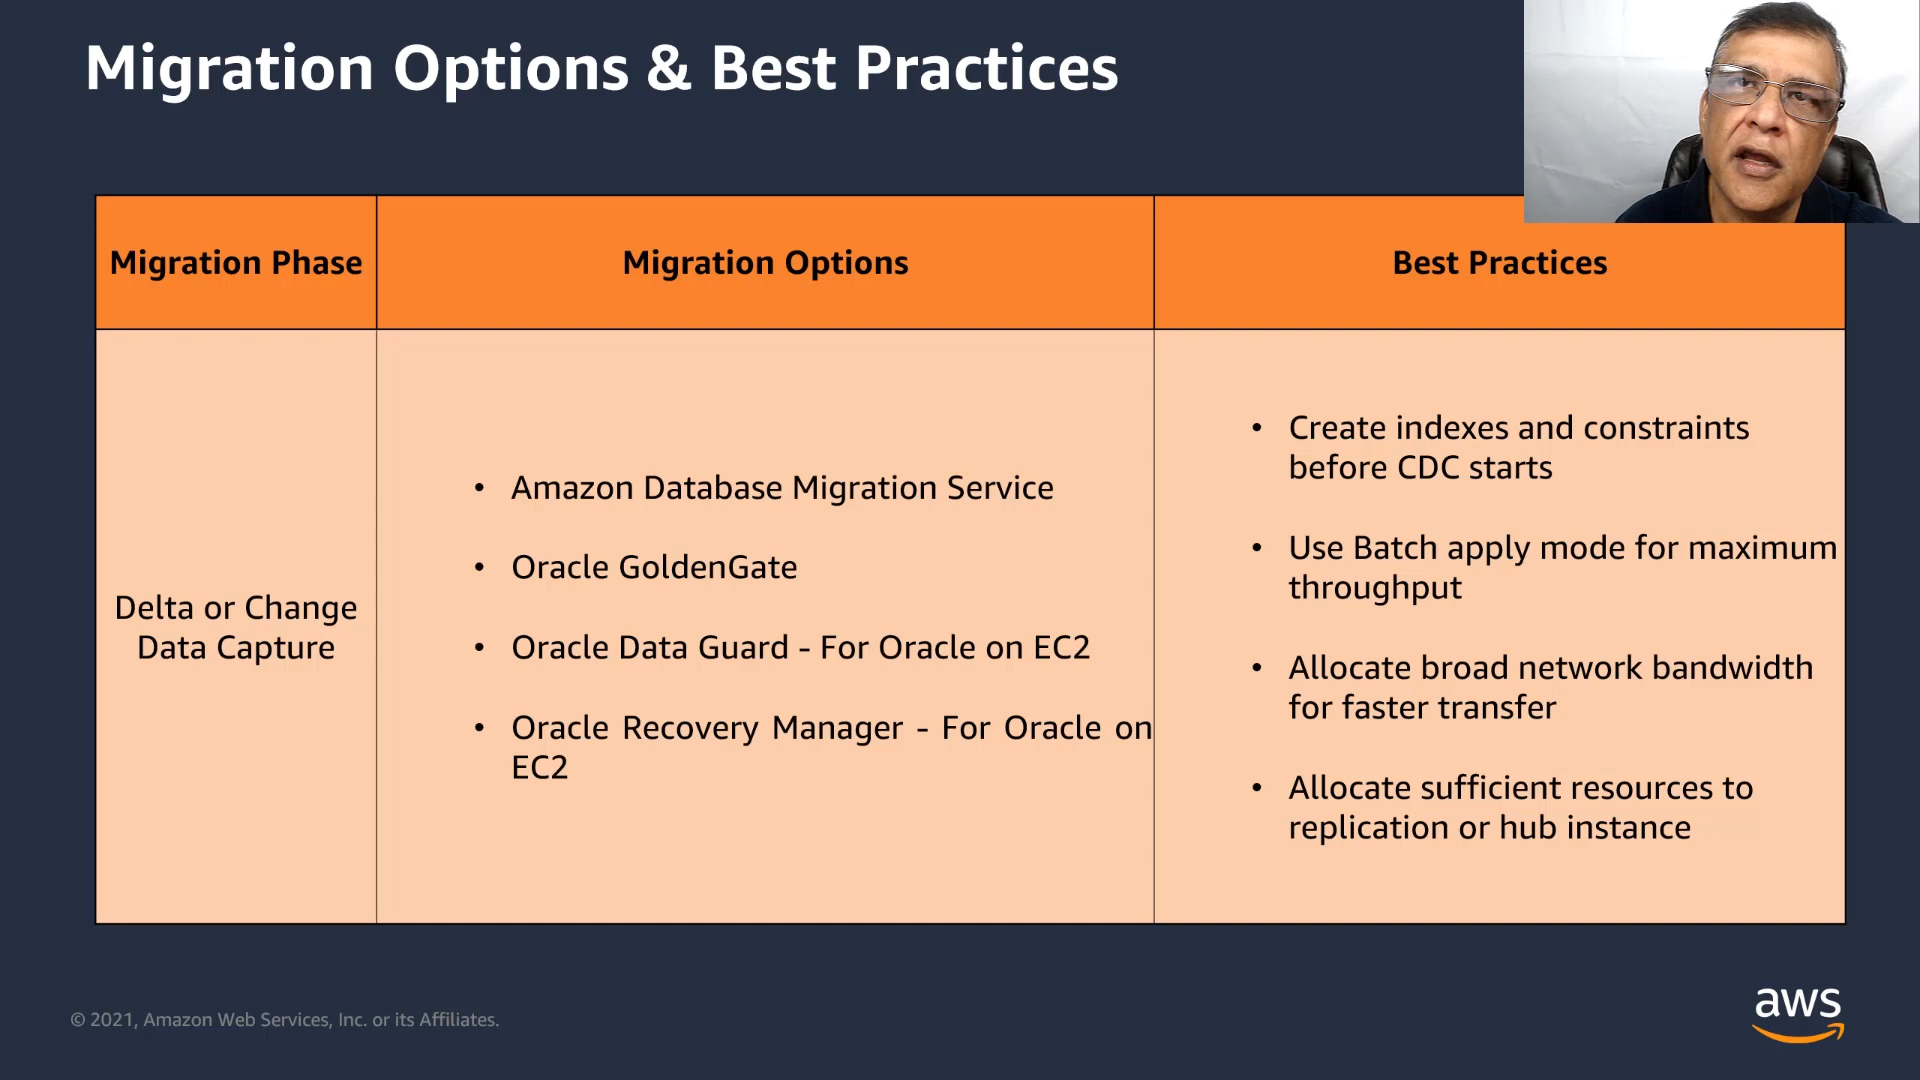 Migration Options & Best Practices
Migration Phase
Migration Options
Best Practices
Delta or Change
Data Capture
• Amazon Database Migration Service
• Oracle GoldenGate
• Oracle Data Guard - For Oracle on EC2
• Oracle Recovery Manager - For Oracle on
EC2
• Create indexes and constraints
before CDC starts
• Use Batch apply mode for maximum
throughput
• Allocate broad network bandwidth
for faster transfer
• Allocate sufficient resources to
replication or hub instance
© 2021, Amazon Web Services, Inc. or its Affiliates.
aws